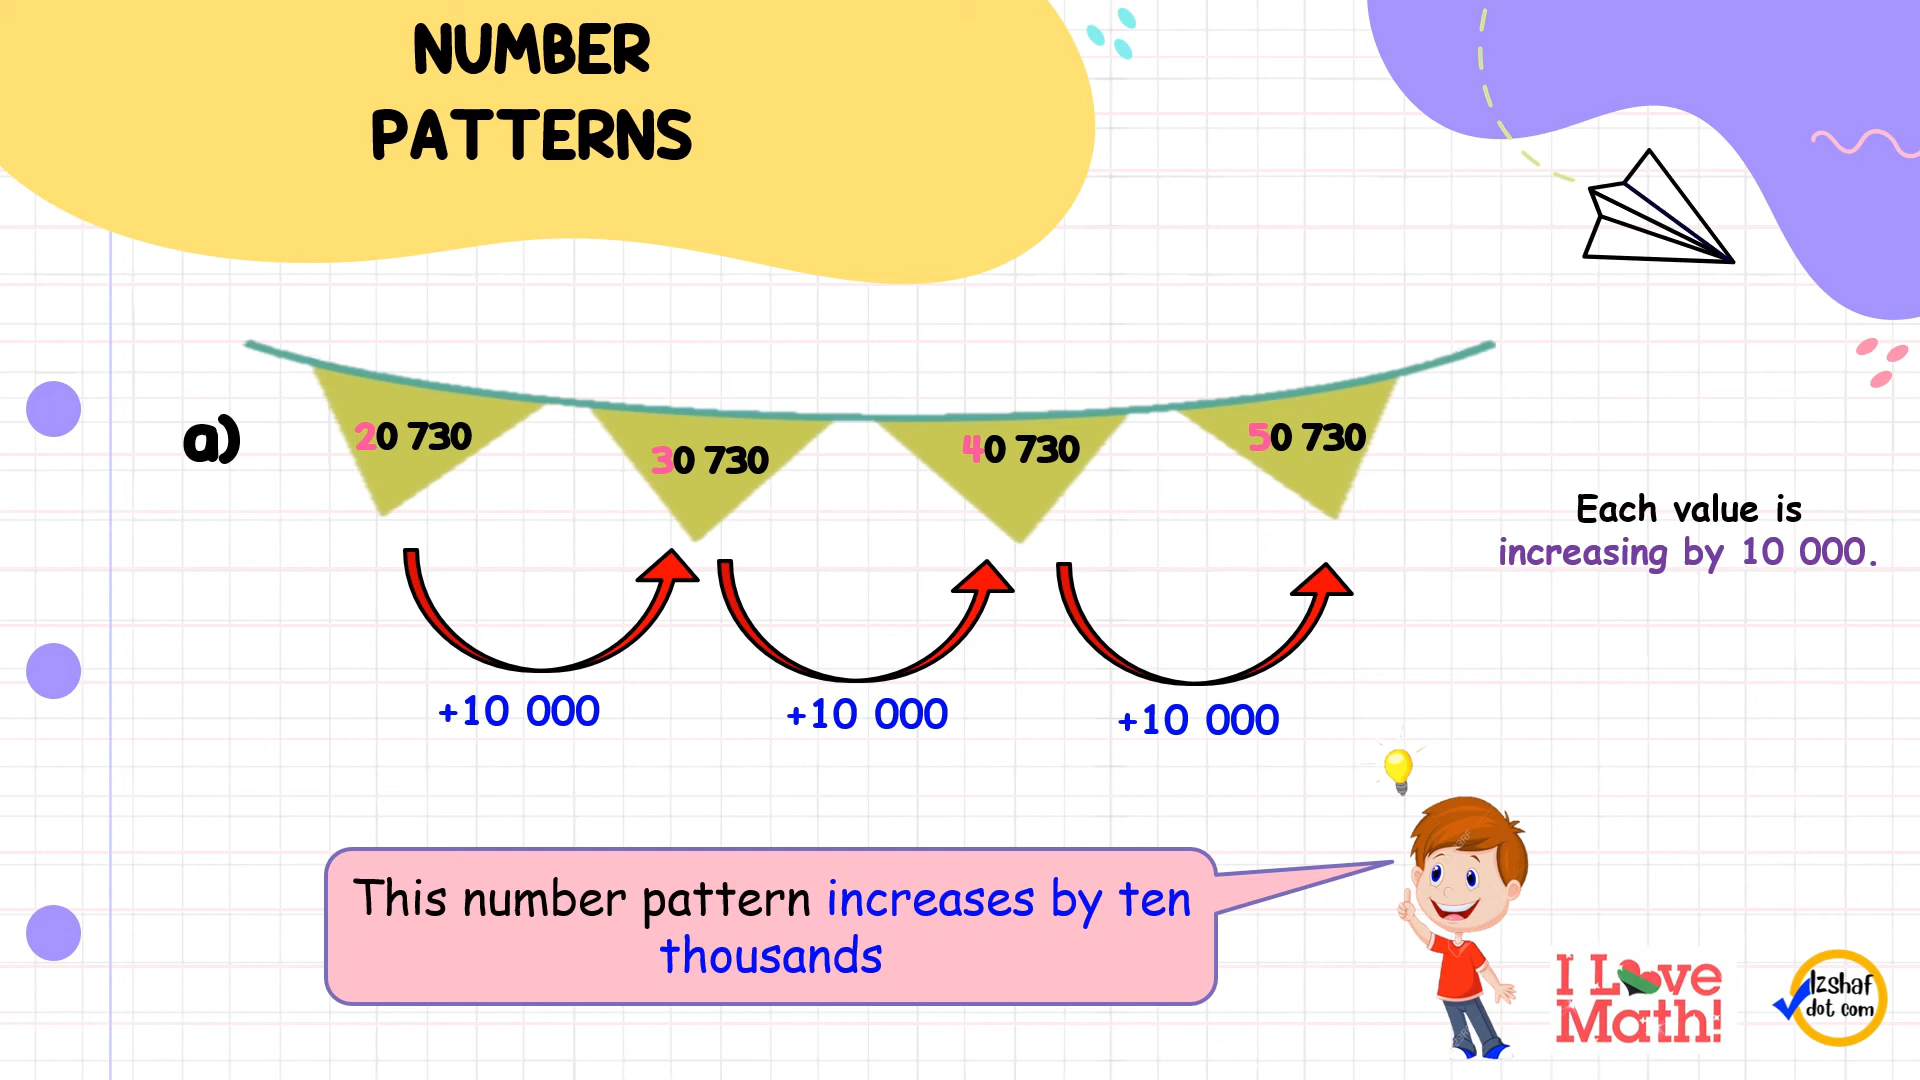 NUMBER
PATTERNS
a)
20 730
30 730
40 730
50 730
Each value is
increasing by 10 000.
+10 000
+10 000
+10 000
This number pattern increases by ten
thousands
I Love
Math!
Izshaf
dot com